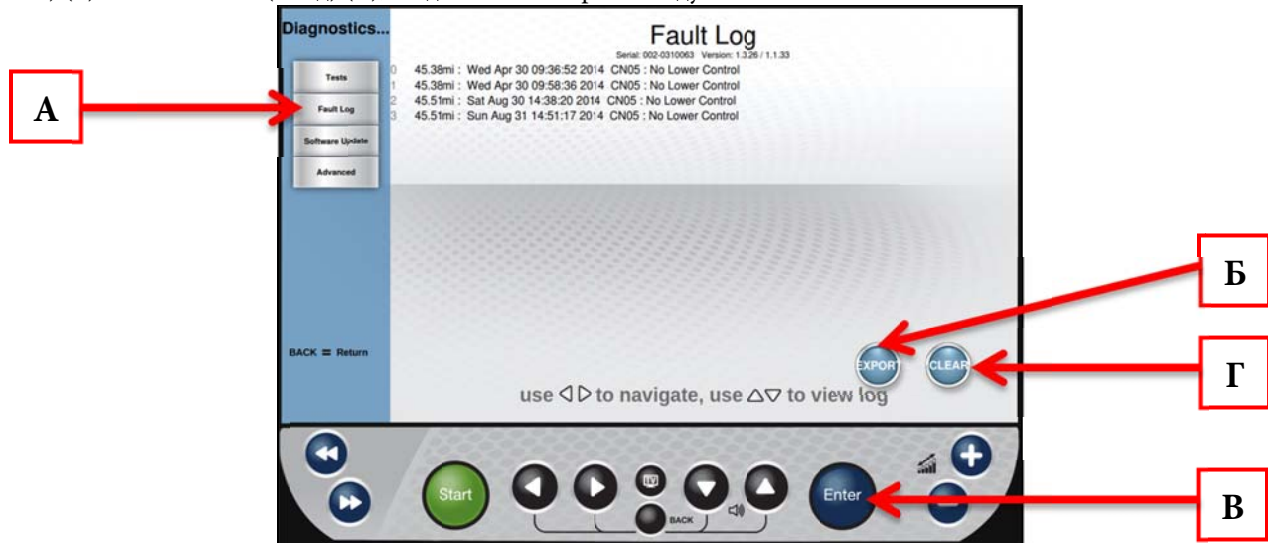 Diagnostics...
Fault Log
Serial: 002-0310063 Version: 1.326 / 1.1.33
Tests
Fault Log
Software Update
Advanced
0 45.38mi : Wed Apr 30 09:36:52 2014 CN05 : No Lower Control
1 45.38mi : Wed Apr 30 09:58:36 2014 CN05 : No Lower Control
2 45.51mi : Sat Aug 30 14:38:20 2014 CN05 : No Lower Control
3 45.51mi : Sun Aug 31 14:51:17 2014 CN05 : No Lower Control
А
Б
BACK = Return
EXPORT
CLEAR
Г
use ◁ ▷ to navigate, use △▽ to view log
Start
TV
BACK
Enter
В